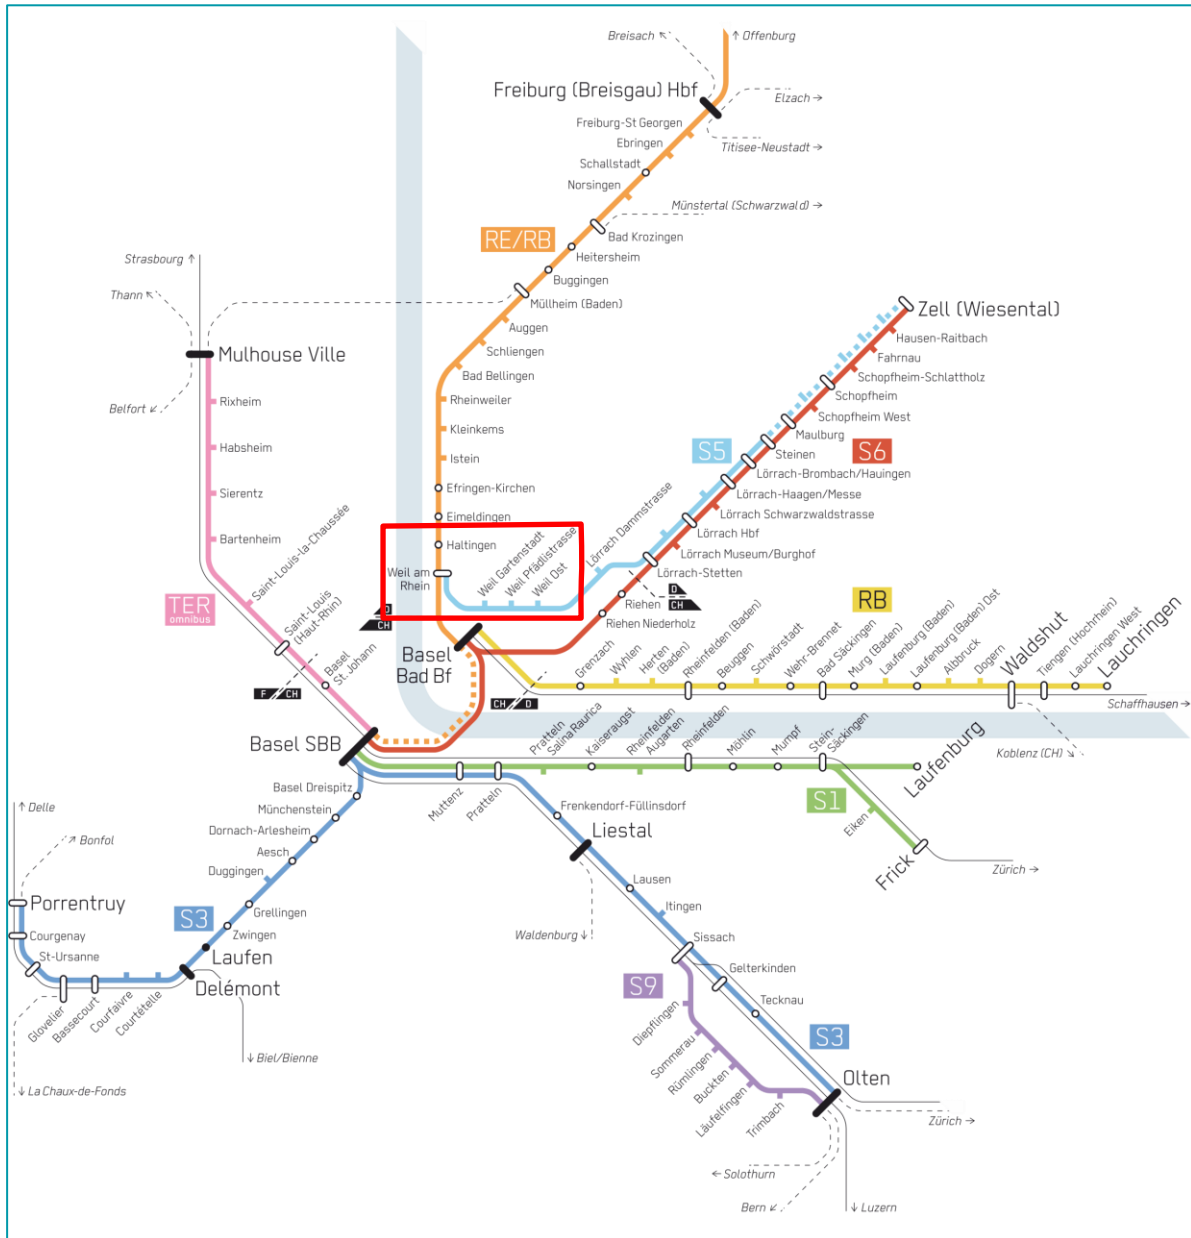 Breisach
Offenburg
Freiburg (Breisgau) Hbf
Elzach
Freiburg-St Georgen
Ebringen
Titisee-Neustadt
Schallstadt
Norsingen
Münstertal (Schwarzwald)
RE/RB
Bad Krozingen
Heitersheim
Buggingen
Müllheim (Baden)
Strasbourg
Thann
Auggen
Schliengen
Bad Bellingen
Mulhouse Ville
Belfort
Rixheim
Habsheim
Sierentz
Bartenheim
Saint-Louis-la-Chaussée
Saint-Louis
(Haut-Rhin)
Basel
St. Johann
TER
omnibus
F
CH
Rheinweiler
Kleinkems
Istein
Efringen-Kirchen
Eimeldingen
Haltingen
Weil am
Rhein
Weil Gartenstadt
Weil Pfädlistrasse
Weil Ost
D
CH
Zell (Wiesental)
Hausen-Raitbach
Fahrnau
Schopfheim-Schlattholz
Schopfheim
Schopfheim West
Maulburg
Steinen
S5
S6
Lörrach-Brombach/Hauingen
Lörrach-Haagen/Messe
Lörrach Schwarzwaldstrasse
Lörrach Hbf
Lörrach Museum/Burghof
Lörrach-Stetten
Lörrach Dammstrasse
D
CH
Riehen
Riehen Niederholz
Basel
Bad Bf
CH
D
RB
Grenzach
Wyhlen
Herten
(Baden)
Rheinfelden (Baden)
Beuggen
Schwörstadt
Wehr-Brennet
Bad Säckingen
Murg (Baden)
Laufenburg (Baden)
Laufenburg (Baden) Ost
Albbruck
Dogern
Waldshut
Tiengen (Hochrhein)
Lauchringen West
Lauchringen
Schaffhausen
Koblenz (CH)
Basel SBB
Muttenz
Pratteln
Pratteln
Salina Raurica
Kaiseraugst
Rheinfelden
Augarten
Rheinfelden
Möhlin
Mumpf
Stein-
Säckingen
Laufenburg
S1
Eiken
Frick
Zürich
Basel Dreispitz
Münchenstein
Dornach-Arlesheim
Aesch
Duggingen
Grellingen
Zwingen
S3
Laufen
Delémont
Delle
Bonfol
Porrentruy
Courgenay
St-Ursanne
Glovelier
Bassecourt
Courfaivre
Courtételle
Biel/Bienne
La Chaux-de-Fonds
Frenkendorf-Füllinsdorf
Liestal
Lausen
Itingen
Waldenburg
Sissach
Gelterkinden
Tecknau
S9
S3
Diepflingen
Sommerau
Rümlingen
Buckten
Läufelfingen
Trimbach
Olten
Zürich
Solothurn
Bern
Luzern